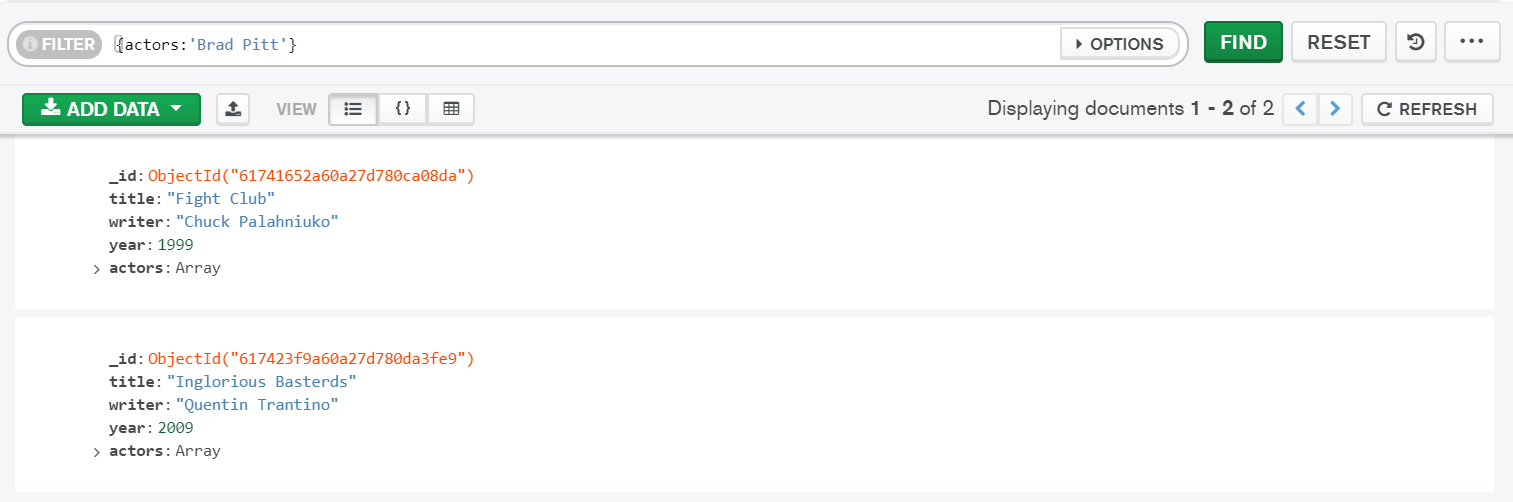 FILTER {actors:'Brad Pitt'} OPTIONS FIND RESET ...
ADD DATA VIEW {} Displaying documents 1 - 2 of 2 < > REFRESH
_id: ObjectId("61741652a60a27d780ca08da")
title: "Fight Club"
writer: "Chuck Palahniuko"
year: 1999
> actors: Array
_id: ObjectId("617423f9a60a27d780da3fe9")
title: "Inglorious Basterds"
writer: "Quentin Trantino"
year: 2009
> actors: Array